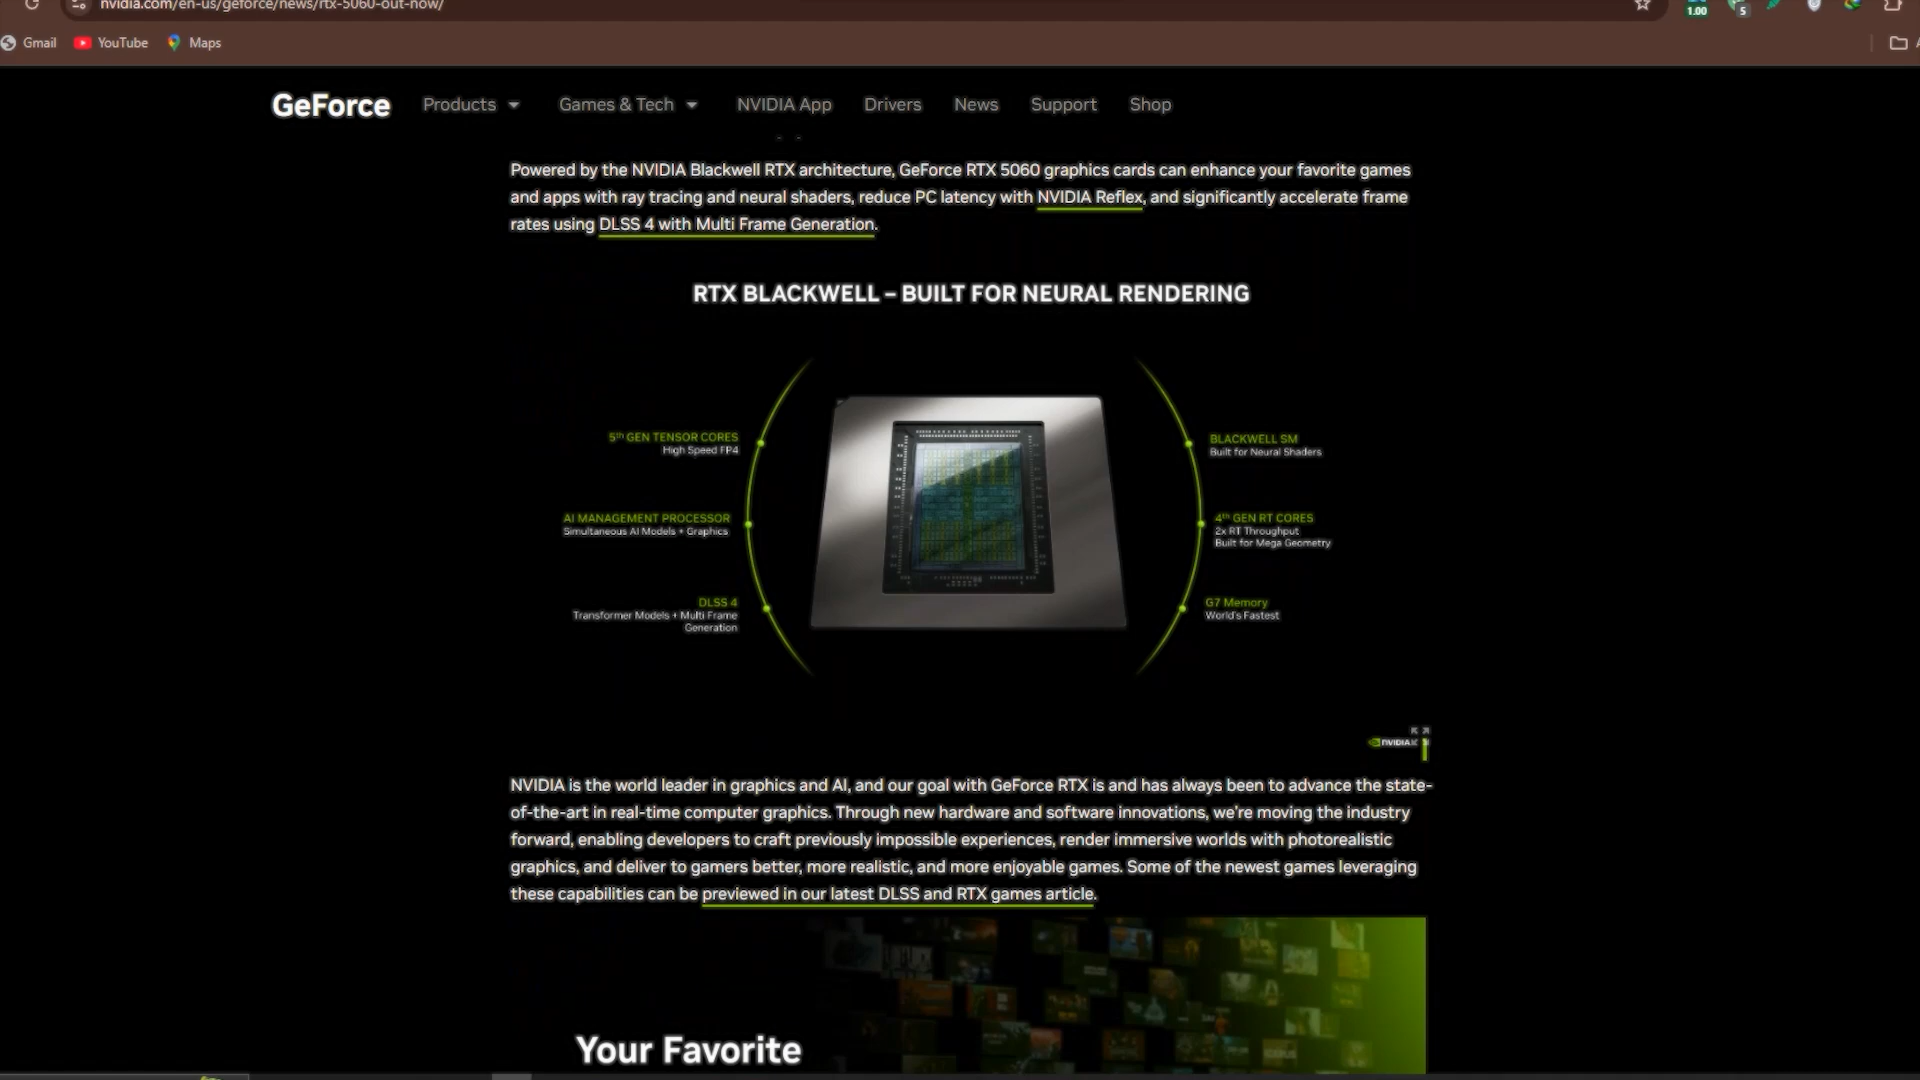 nvidia.com/en-us/geforce/news/rtx-5060-out-now/
1.00
5
Gmail
YouTube
Maps
GeForce
Products
Games & Tech
NVIDIA App
Drivers
News
Support
Shop
Powered by the NVIDIA Blackwell RTX architecture, GeForce RTX 5060 graphics cards can enhance your favorite games
and apps with ray tracing and neural shaders, reduce PC latency with NVIDIA Reflex, and significantly accelerate frame
rates using DLSS 4 with Multi Frame Generation.
RTX BLACKWELL – BUILT FOR NEURAL RENDERING
5th GEN TENSOR CORES
High Speed FP4
AI MANAGEMENT PROCESSOR
Simultaneous AI Models + Graphics
DLSS 4
Transformer Models + Multi Frame
Generation
BLACKWELL SM
Built for Neural Shaders
4th GEN RT CORES
2x RT Throughput
Built for Mega Geometry
G7 Memory
World's Fastest
NVIDIA
NVIDIA is the world leader in graphics and AI, and our goal with GeForce RTX is and has always been to advance the state-
of-the-art in real-time computer graphics. Through new hardware and software innovations, we’re moving the industry
forward, enabling developers to craft previously impossible experiences, render immersive worlds with photorealistic
graphics, and deliver to gamers better, more realistic, and more enjoyable games. Some of the newest games leveraging
these capabilities can be previewed in our latest DLSS and RTX games article.
Your Favorite